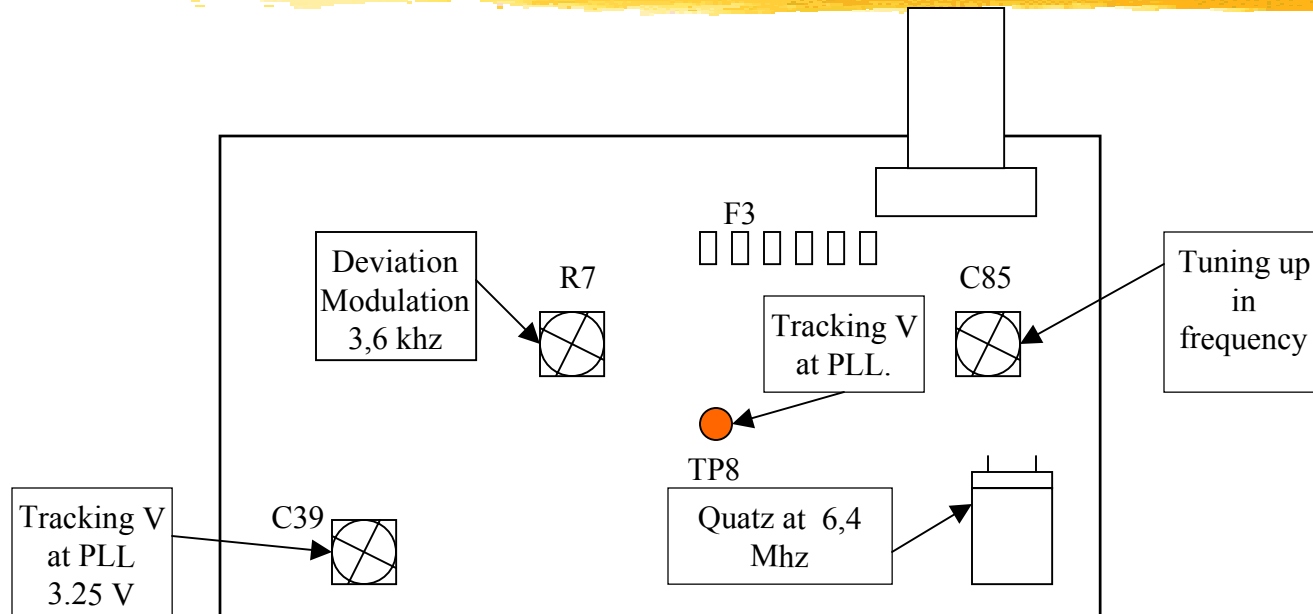 F3
Deviation
Modulation
3,6 khz
R7
C85
Tuning up
in
frequency
Tracking V
at PLL.
TP8
Tracking V
at PLL
3.25 V
C39
Quatz at 6,4
Mhz